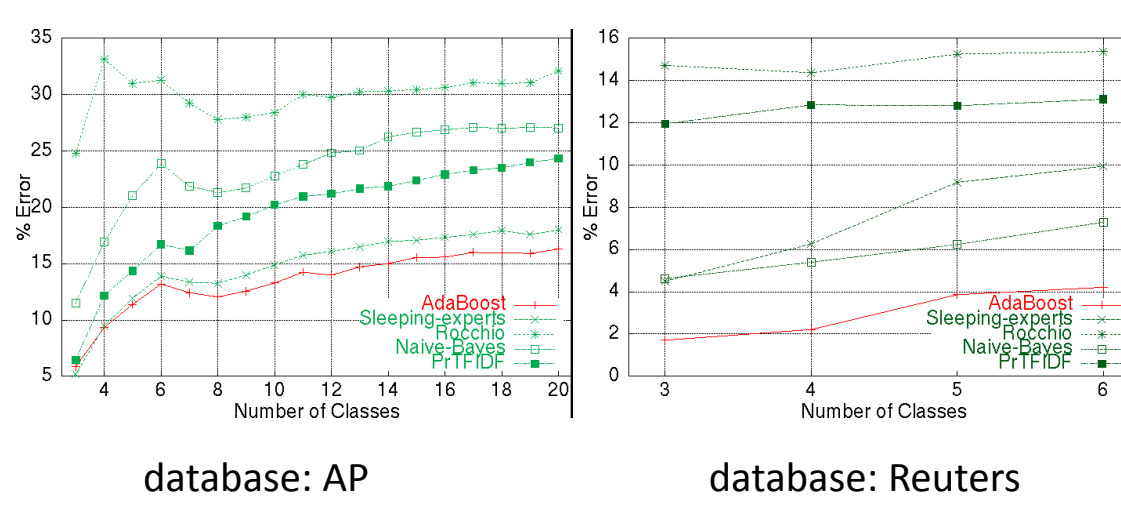 35
30
25
20
15
10
5
% Error
4 6 8 10 12 14 16 18 20
Number of Classes
AdaBoost
Sleeping-experts
Rocchio
Naive-Bayes
PrTFIDF
database: AP
16
14
12
10
8
6
4
2
0
% Error
3 4 5 6
Number of Classes
AdaBoost
Sleeping-experts
Rocchio
Naive-Bayes
PrTFIDF
database: Reuters